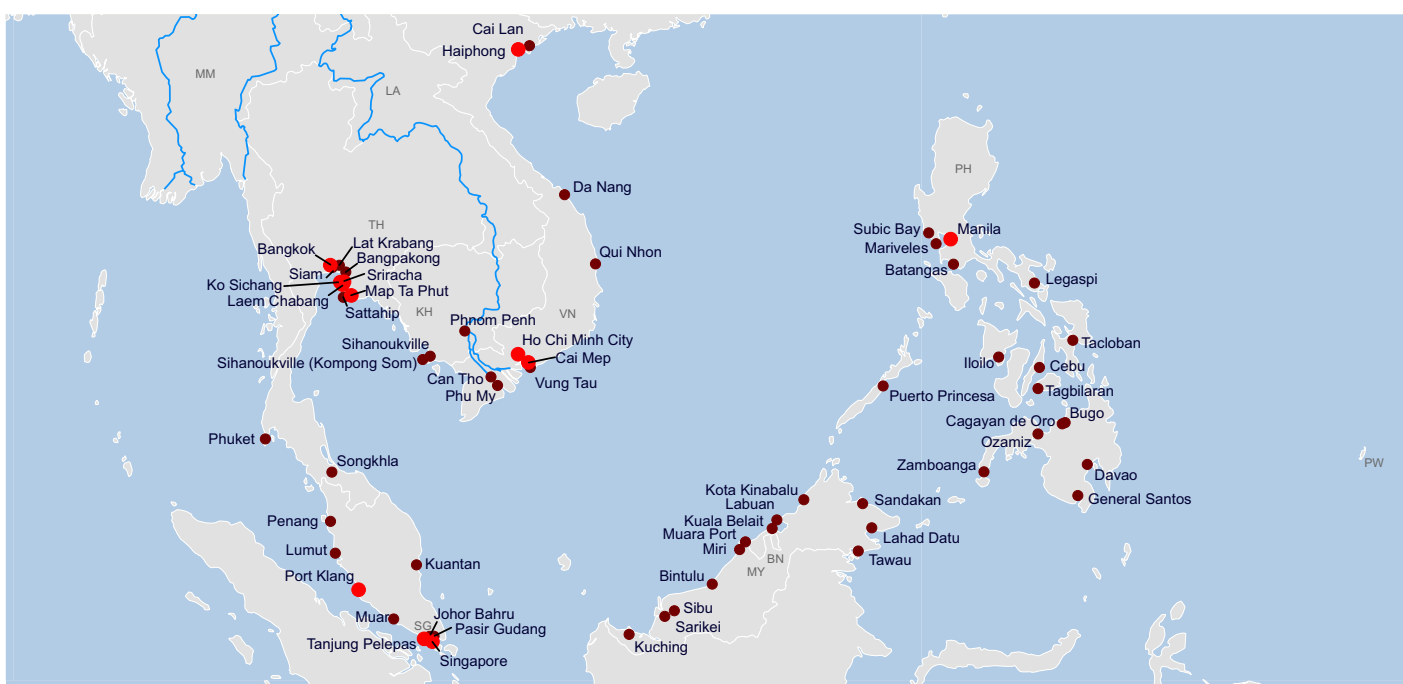 Cai Lan
Haiphong
MM
LA
PH
Da Nang
TH
Subic Bay
Manila
Mariveles
Bangkok
Lat Krabang
Bangpakong
Qui Nhon
Batangas
Siam
Sriracha
Ko Sichang
Legaspi
Laem Chabang
Map Ta Phut
Sattahip
KH
VN
Phnom Penh
Ho Chi Minh City
Sihanoukville
Tacloban
Cai Mep
Sihanoukville (Kompong Som)
Iloilo
Cebu
Can Tho
Vung Tau
Phu My
Puerto Princesa
Tagbilaran
Bugo
Cagayan de Oro
Phuket
Ozamiz
Songkhla
Zamboanga
PW
Davao
Kota Kinabalu
Sandakan
General Santos
Labuan
Penang
Kuala Belait
Muara Port
Lahad Datu
Lumut
Miri
BN
Tawau
Kuantan
MY
Port Klang
Bintulu
Sibu
Muar
Johor Bahru
SG
Pasir Gudang
Sarikei
Tanjung Pelepas
Kuching
Singapore